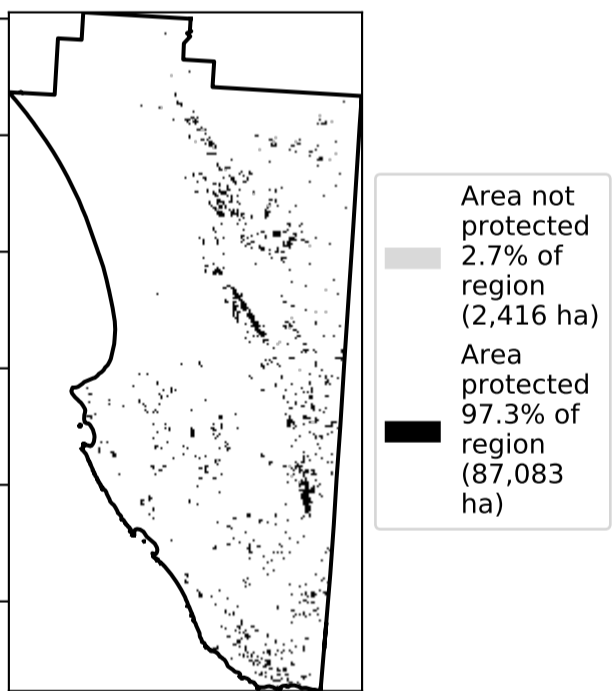 Area not
protected
2.7% of
region
(2,416 ha)
Area
protected
97.3% of
region
(87,083
ha)